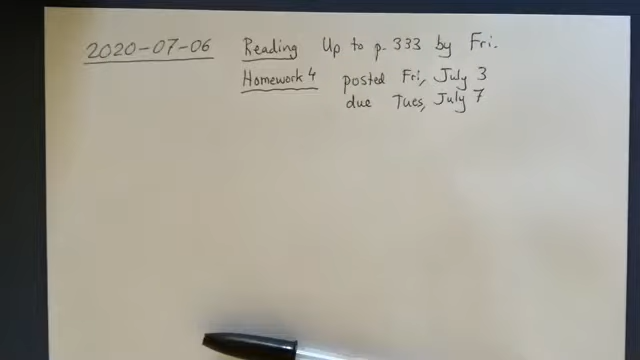 2020-07-06 Reading Up to p. 333 by Fri.
Homework 4 posted Fri, July 3
due Tues, July 7